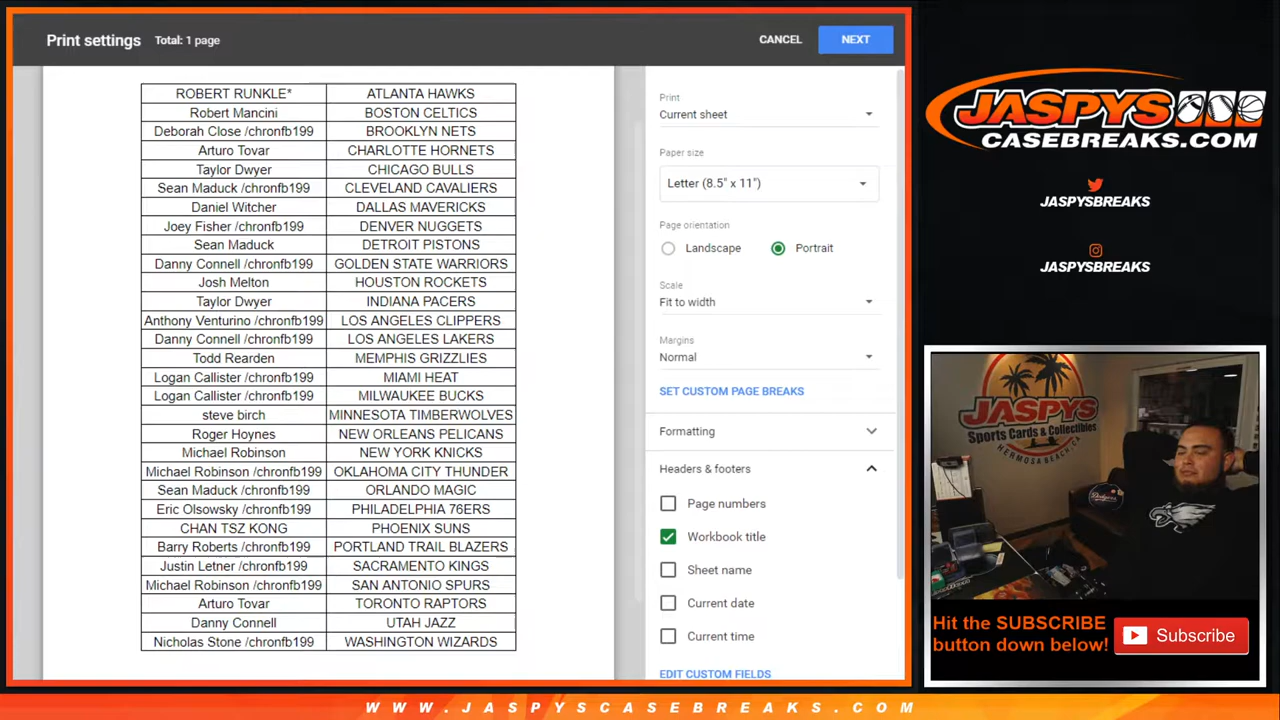 Print settings Total: 1 page CANCEL NEXT
ROBERT RUNKLE* ATLANTA HAWKS
Robert Mancini BOSTON CELTICS
Deborah Close /chronfb199 BROOKLYN NETS
Arturo Tovar CHARLOTTE HORNETS
Taylor Dwyer CHICAGO BULLS
Sean Maduck /chronfb199 CLEVELAND CAVALIERS
Daniel Witcher DALLAS MAVERICKS
Joey Fisher /chronfb199 DENVER NUGGETS
Sean Maduck DETROIT PISTONS
Danny Connell /chronfb199 GOLDEN STATE WARRIORS
Josh Melton HOUSTON ROCKETS
Taylor Dwyer INDIANA PACERS
Anthony Venturino /chronfb199 LOS ANGELES CLIPPERS
Danny Connell /chronfb199 LOS ANGELES LAKERS
Todd Rearden MEMPHIS GRIZZLIES
Logan Callister /chronfb199 MIAMI HEAT
Logan Callister /chronfb199 MILWAUKEE BUCKS
steve birch MINNESOTA TIMBERWOLVES
Roger Hoynes NEW ORLEANS PELICANS
Michael Robinson NEW YORK KNICKS
Michael Robinson /chronfb199 OKLAHOMA CITY THUNDER
Sean Maduck /chronfb199 ORLANDO MAGIC
Eric Olsowsky /chronfb199 PHILADELPHIA 76ERS
CHAN TSZ KONG PHOENIX SUNS
Barry Roberts /chronfb199 PORTLAND TRAIL BLAZERS
Justin Letner /chronfb199 SACRAMENTO KINGS
Michael Robinson /chronfb199 SAN ANTONIO SPURS
Arturo Tovar TORONTO RAPTORS
Danny Connell UTAH JAZZ
Nicholas Stone /chronfb199 WASHINGTON WIZARDS
Print
Current sheet
Paper size
Letter (8.5" x 11")
Page orientation
Landscape Portrait
Scale
Fit to width
Margins
Normal
SET CUSTOM PAGE BREAKS
Formatting
Headers & footers
Page numbers
Workbook title
Sheet name
Current date
Current time
EDIT CUSTOM FIELDS
JASPYS
CASEBREAKS.COM
JASPYSBREAKS
JASPYSBREAKS
JASPYS
Sports Cards & Collectibles
HERMOSA BEACH, CA
Dodgers
Hit the SUBSCRIBE
button down below!
Subscribe
WWW.JASPYSCASEBREAKS.COM